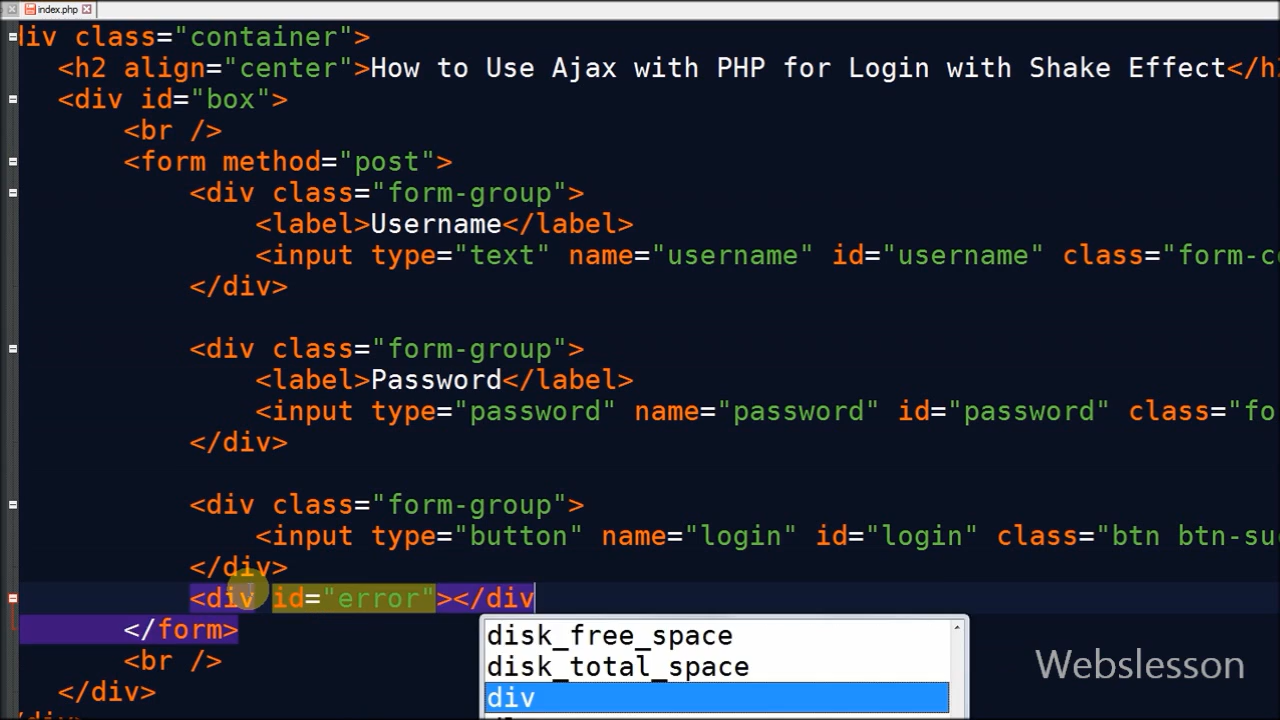 index.php
div class="container">
<h2 align="center">How to Use Ajax with PHP for Login with Shake Effect</h2
<div id="box">
<br />
<form method="post">
<div class="form-group">
<label>Username</label>
<input type="text" name="username" id="username" class="form-co
</div>
<div class="form-group">
<label>Password</label>
<input type="password" name="password" id="password" class="fo
</div>
<div class="form-group">
<input type="button" name="login" id="login" class="btn btn-su
</div>
<div id="error"></div
</form>
disk_free_space
<br />
disk_total_space
Webslesson
</div>
div